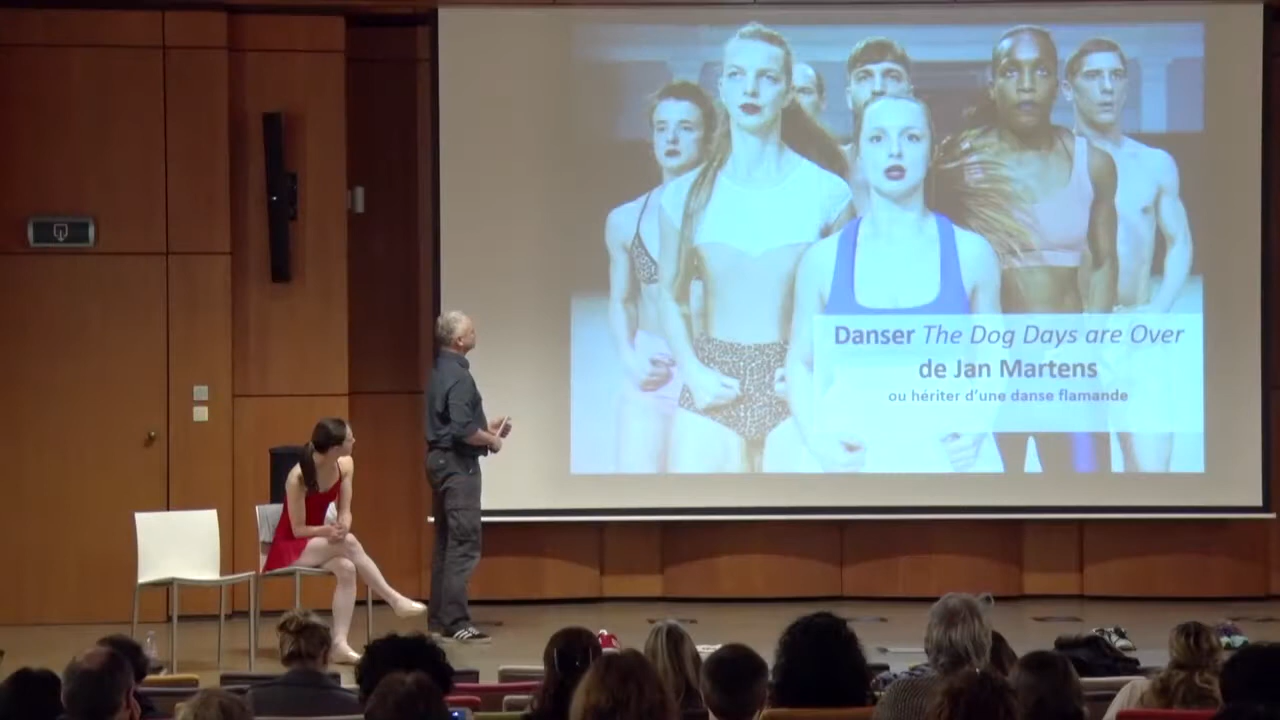 Danser The Dog Days are Over
de Jan Martens
ou hériter d'une danse flamande